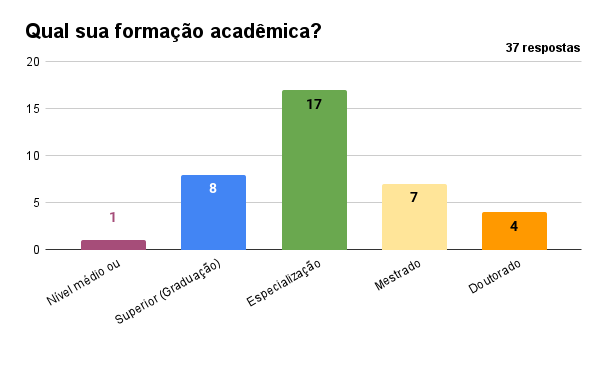 Qual sua formação acadêmica?
37 respostas
20
15
10
5
0
1
8
17
7
4
Nível médio ou
Superior (Graduação)
Especialização
Mestrado
Doutorado